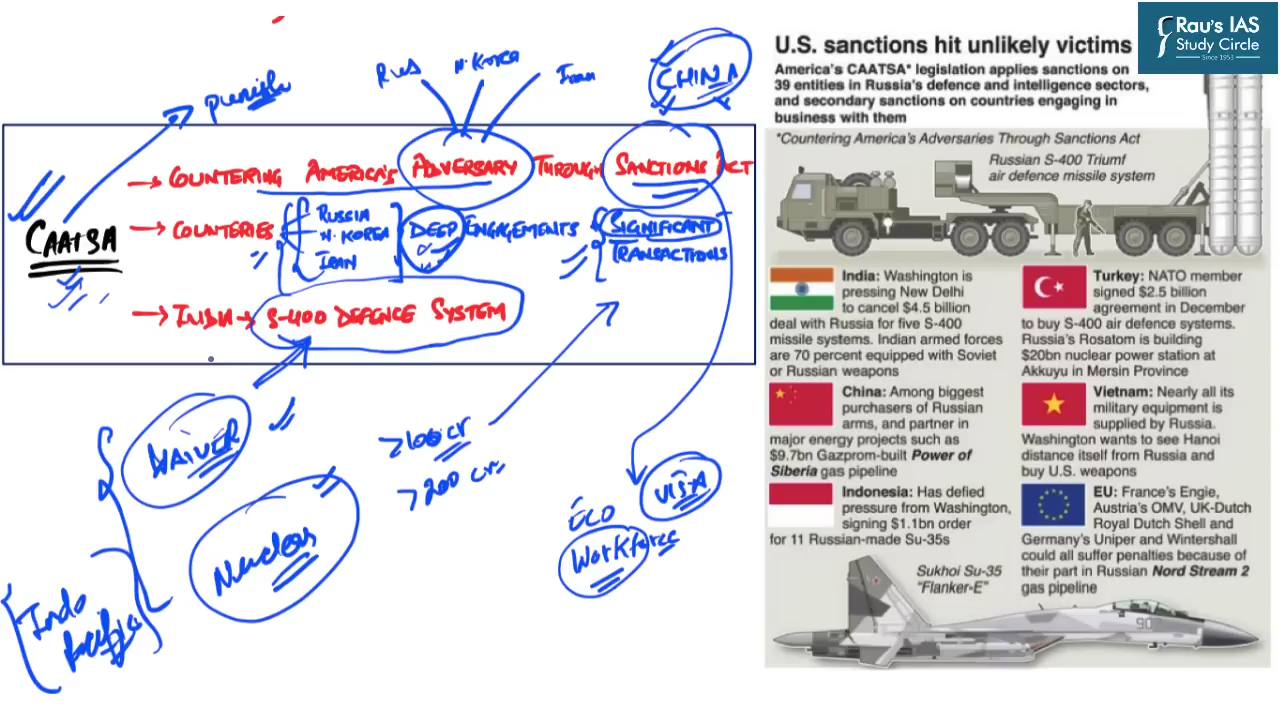 Rau's IAS
Study Circle
Since 1953
punish
Rus
N. Korea
Iran
CHINA
CAATSA
→ COUNTERING AMERICA'S ADVERSARY THROUGH SANCTIONS ACT
→ COUNTERIES
RUSSIA
N. KOREA
IRAN
DEEP ENGAGEMENTS
SIGNIFICANT
TRANSACTIONS
→ INDIA → S-400 DEFENCE SYSTEM
WAIVER
Nuclear
Indo
Pacific
>100 cr
>200 cr
ECO
VISA
Workforce
U.S. sanctions hit unlikely victims
America's CAATSA* legislation applies sanctions on
39 entities in Russia's defence and intelligence sectors,
and secondary sanctions on countries engaging in
business with them
*Countering America's Adversaries Through Sanctions Act
Russian S-400 Triumf
air defence missile system
India: Washington is
pressing New Delhi
to cancel $4.5 billion
deal with Russia for five S-400
missile systems. Indian armed forces
are 70 percent equipped with Soviet
or Russian weapons
China: Among biggest
purchasers of Russian
arms, and partner in
major energy projects such as
$9.7bn Gazprom-built Power of
Siberia gas pipeline
Indonesia: Has defied
pressure from Washington,
signing $1.1bn order
for 11 Russian-made Su-35s
Turkey: NATO member
signed $2.5 billion
agreement in December
to buy S-400 air defence systems.
Russia's Rosatom is building
$20bn nuclear power station at
Akkuyu in Mersin Province
Vietnam: Nearly all its
military equipment is
supplied by Russia.
Washington wants to see Hanoi
distance itself from Russia and
buy U.S. weapons
EU: France's Engie,
Austria's OMV, UK-Dutch
Royal Dutch Shell and
Germany's Uniper and Wintershall
could all suffer penalties because of
their part in Russian Nord Stream 2
gas pipeline
Sukhoi Su-35
"Flanker-E"
90